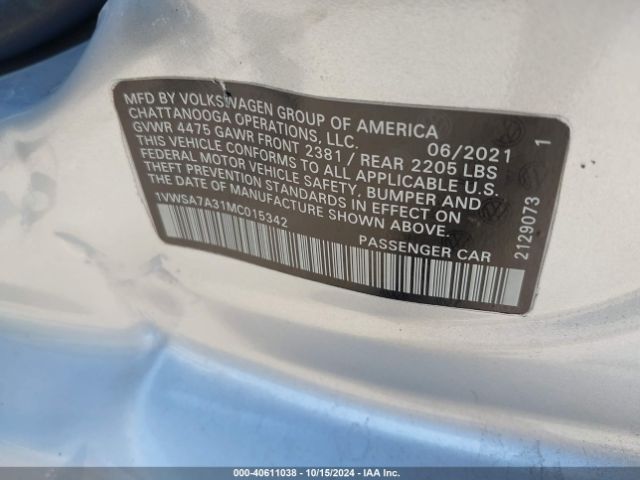 MFD BY VOLKSWAGEN GROUP OF AMERICA
CHATTANOOGA OPERATIONS, LLC. 06/2021 1
GVWR 4475 GAWR FRONT 2381 / REAR 2205 LBS
THIS VEHICLE CONFORMS TO ALL APPLICABLE U.S.
FEDERAL MOTOR VEHICLE SAFETY, BUMPER AND
THEFT PREVENTION STANDARDS IN EFFECT ON
THE DATE OF MANUFACTURE SHOWN ABOVE.
1VWSA7A31MC015342
PASSENGER CAR
2129073
000-40611038 - 10/15/2024 - IAA Inc.